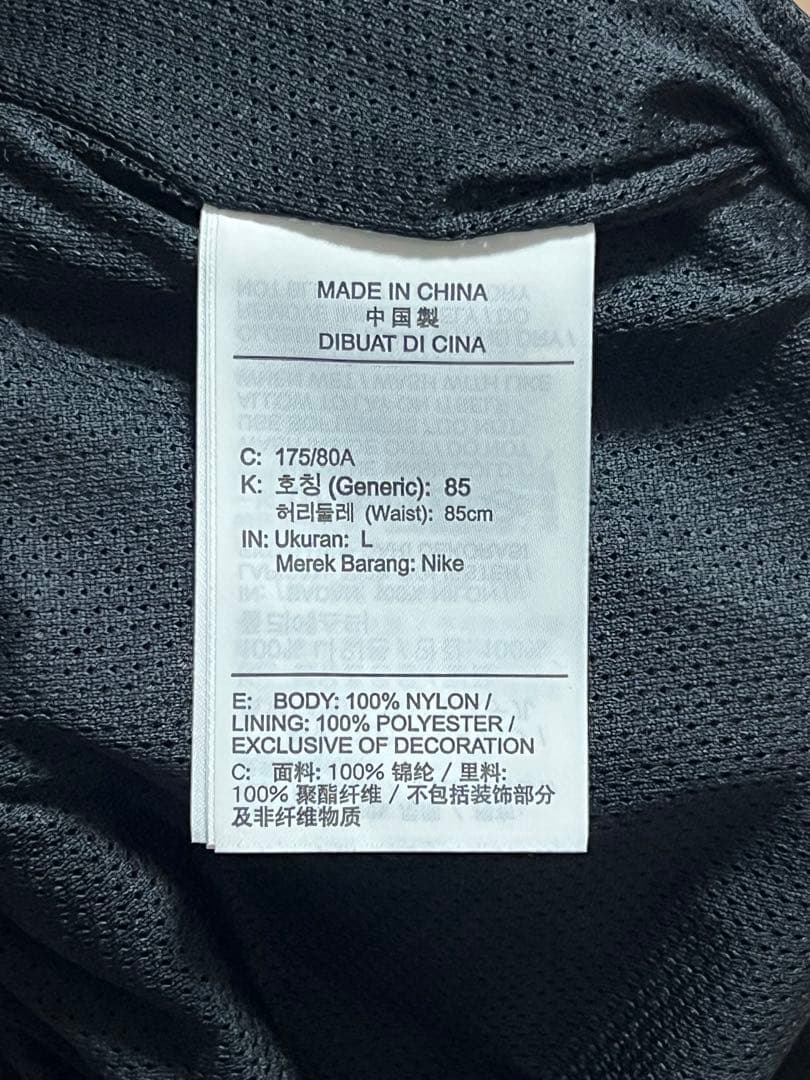 MADE IN CHINA
中国製
DIBUAT DI CINA
C: 175/80A
K: 호칭 (Generic): 85
허리둘레 (Waist): 85cm
IN: Ukuran: L
Merek Barang: Nike
E: BODY: 100% NYLON /
LINING: 100% POLYESTER /
EXCLUSIVE OF DECORATION
C: 面料: 100% 锦纶 / 里料:
100% 聚酯纤维 / 不包括装饰部分
及非纤维物质